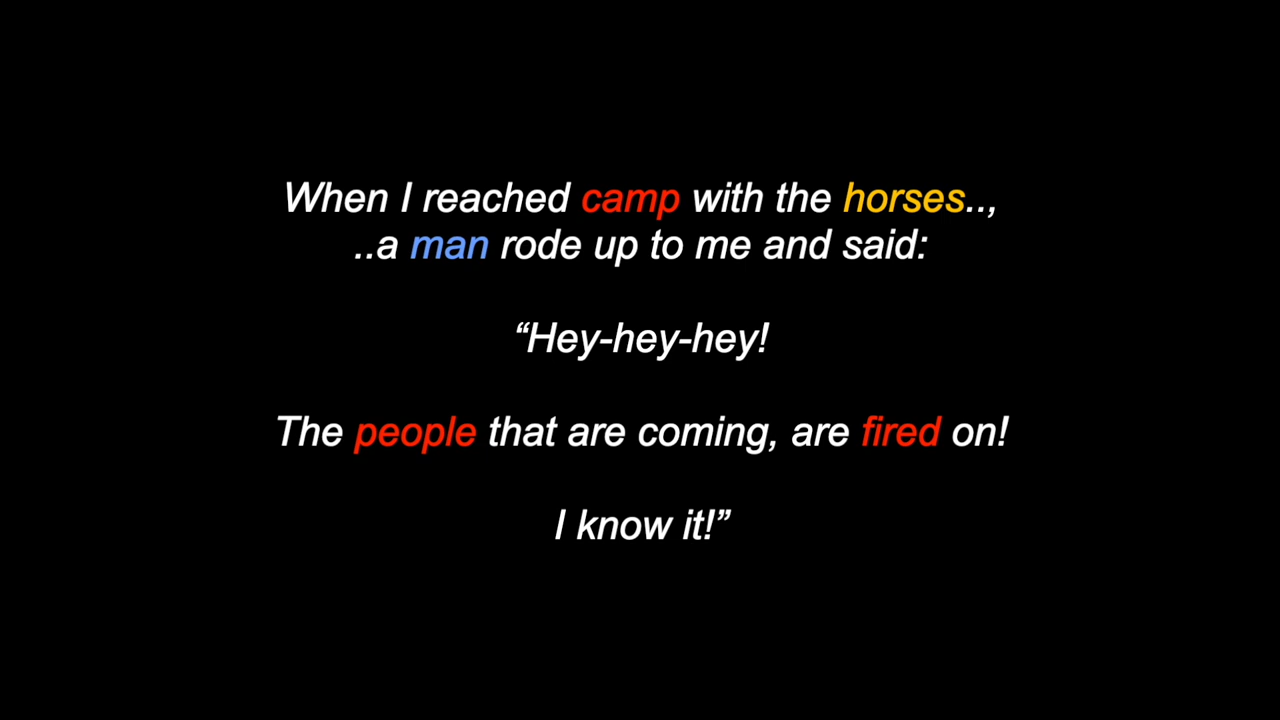 When I reached camp with the horses..,
..a man rode up to me and said:
“Hey-hey-hey!
The people that are coming, are fired on!
I know it!”